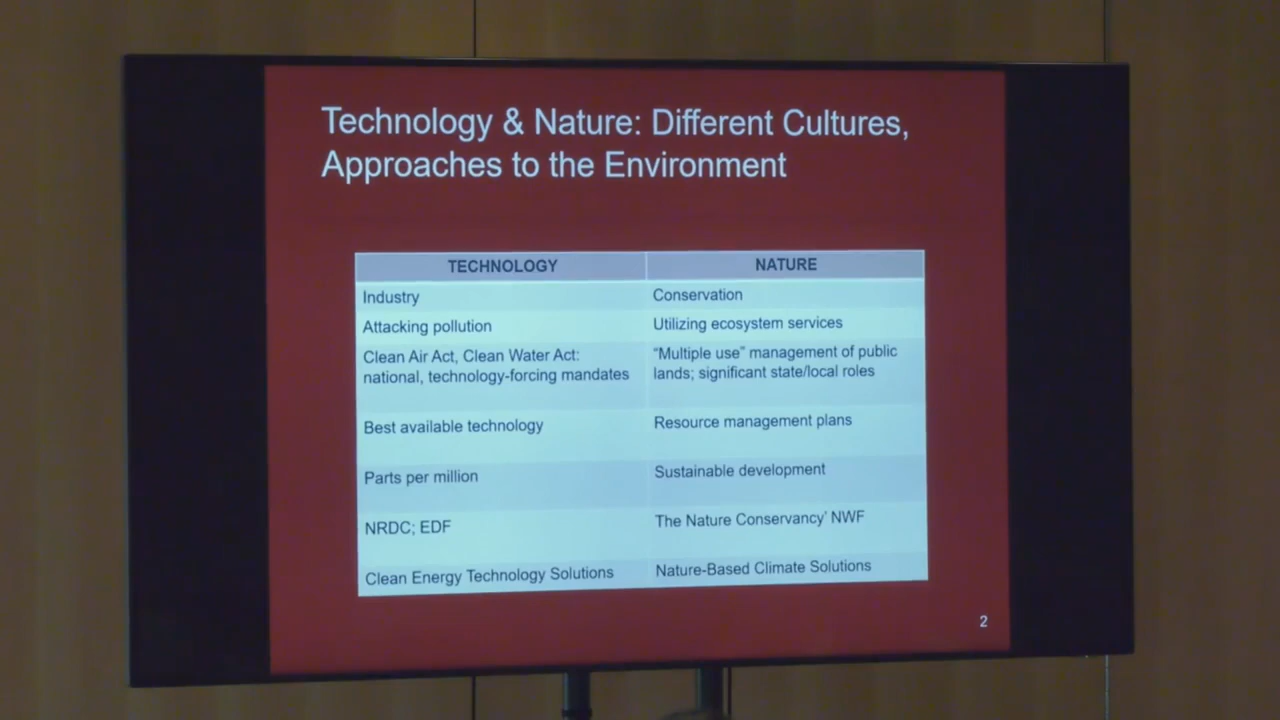 Technology & Nature: Different Cultures,
Approaches to the Environment
TECHNOLOGY NATURE
Industry Conservation
Attacking pollution Utilizing ecosystem services
Clean Air Act, Clean Water Act: "Multiple use" management of public
national, technology-forcing mandates lands; significant state/local roles
Best available technology Resource management plans
Parts per million Sustainable development
NRDC; EDF The Nature Conservancy' NWF
Clean Energy Technology Solutions Nature-Based Climate Solutions
2